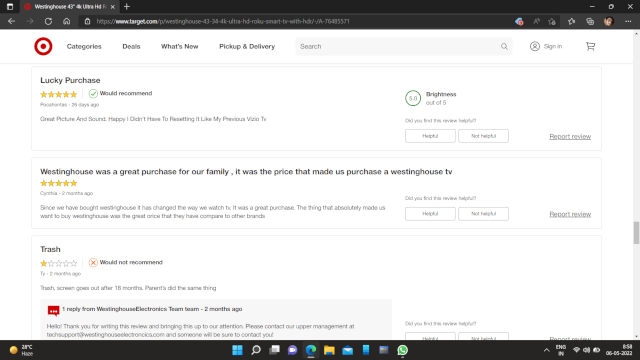 Westinghouse 43" 4k Ultra Hd R
https://www.target.com/p/westinghouse-43-34-4k-ultra-hd-roku-smart-tv-with-hdr/-/A-76485571
Categories Deals What's New Pickup & Delivery Search Sign in
Lucky Purchase
Would recommend
Pocahontas - 26 days ago
Great Picture And Sound. Happy I Didn't Have To Resetting It Like My Previous Vizio Tv
5.0 Brightness
out of 5
Did you find this review helpful?
Helpful Not helpful Report review
Westinghouse was a great purchase for our family , it was the price that made us purchase a westinghouse tv
Cynthia - 2 months ago
Since we have bought westinghouse it has changed the way we watch tv. It was a great purchase. The thing that absolutely made us
want to buy westinghouse was the great orice that they have compare to other brands
Did you find this review helpful?
Helpful Not helpful Report review
Trash
Would not recommend
Ty - 2 months ago
Trash, screen goes out after 18 months. Parent's did the same thing
1 reply from WestinghouseElectronics Team team - 2 months ago
Hello! Thank you for writing this review and bringing this up to our attention. Please contact our upper management at
techsupport@westinghouseelectroncics.com and someone will be sure to contact you!
Did you find this review helpful?
Helpful Not helpful Report review
28°C
Haze
ENG
IN
8:58
06-05-2022